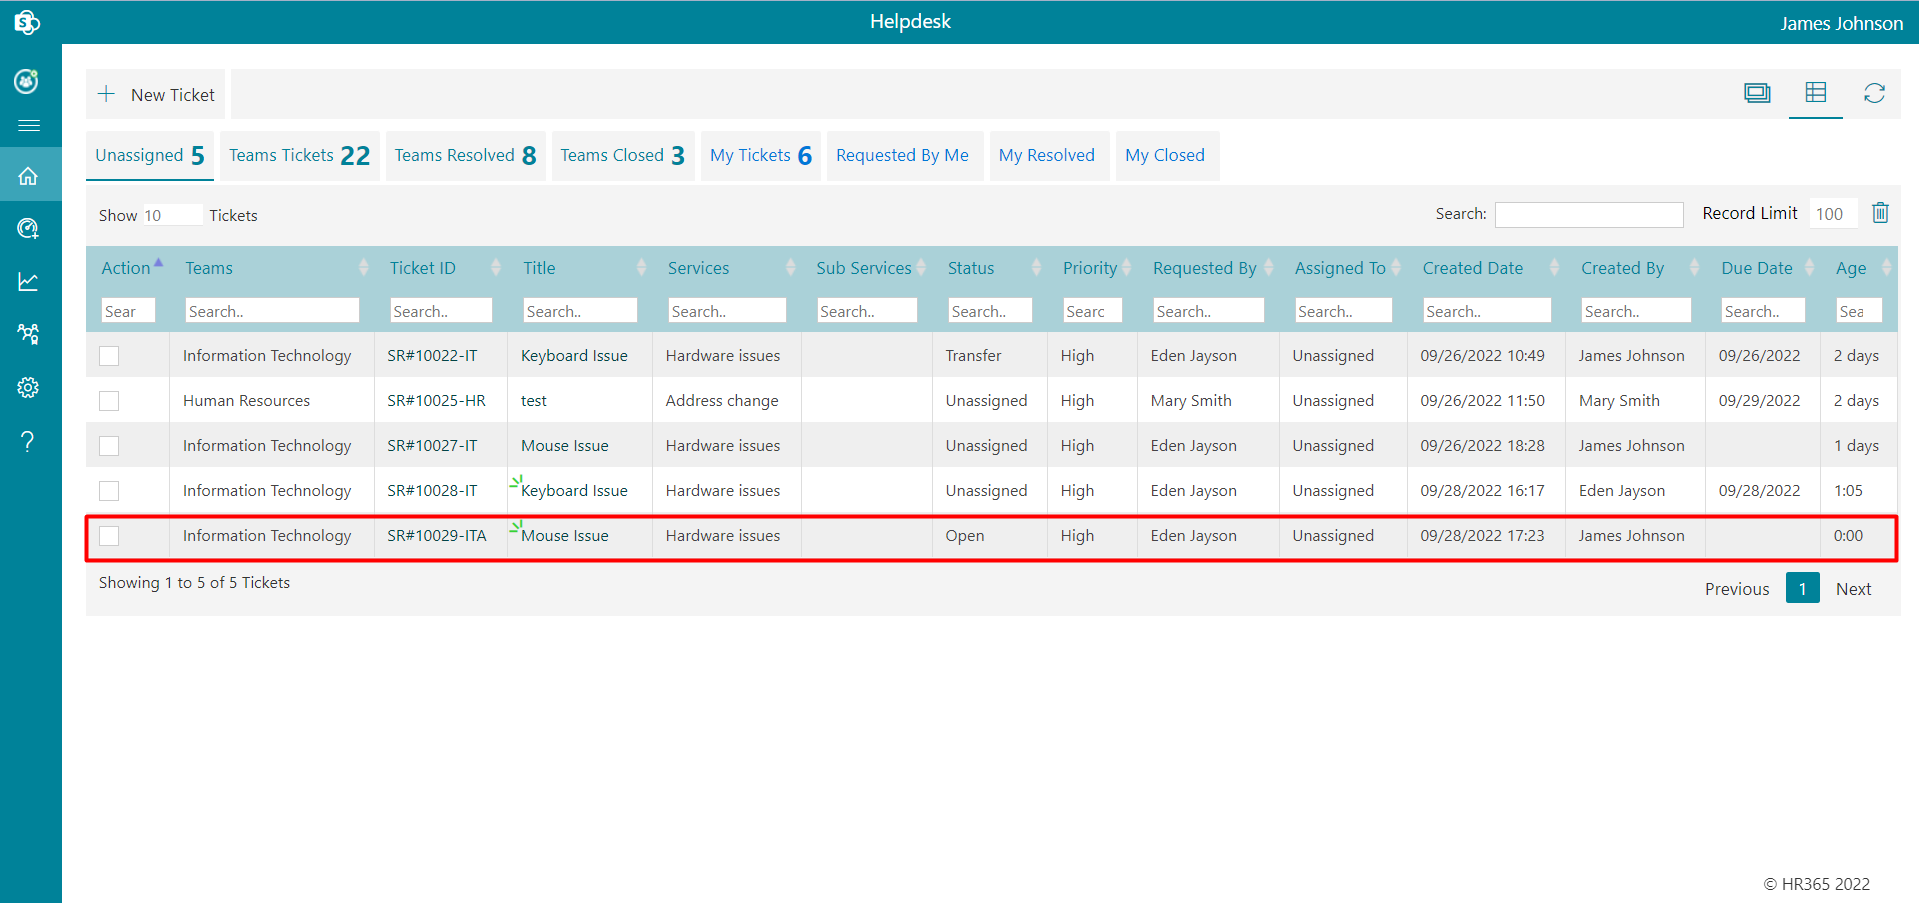 Helpdesk
James Johnson
+ New Ticket
Unassigned 5 Teams Tickets 22 Teams Resolved 8 Teams Closed 3 My Tickets 6 Requested By Me My Resolved My Closed
Show 10 Tickets Search: Record Limit 100
Action Teams Ticket ID Title Services Sub Services Status Priority Requested By Assigned To Created Date Created By Due Date Age
Sear Search.. Search.. Search.. Search.. Search.. Search.. Searc Search.. Search.. Search.. Search.. Search.. Sea
Information Technology SR#10022-IT Keyboard Issue Hardware issues Transfer High Eden Jayson Unassigned 09/26/2022 10:49 James Johnson 09/26/2022 2 days
Human Resources SR#10025-HR test Address change Unassigned High Mary Smith Unassigned 09/26/2022 11:50 Mary Smith 09/29/2022 2 days
Information Technology SR#10027-IT Mouse Issue Hardware issues Unassigned High Eden Jayson Unassigned 09/26/2022 18:28 James Johnson 1 days
Information Technology SR#10028-IT Keyboard Issue Hardware issues Unassigned High Eden Jayson Unassigned 09/28/2022 16:17 Eden Jayson 09/28/2022 1:05
Information Technology SR#10029-ITA Mouse Issue Hardware issues Open High Eden Jayson Unassigned 09/28/2022 17:23 James Johnson 0:00
Showing 1 to 5 of 5 Tickets
Previous 1 Next
© HR365 2022